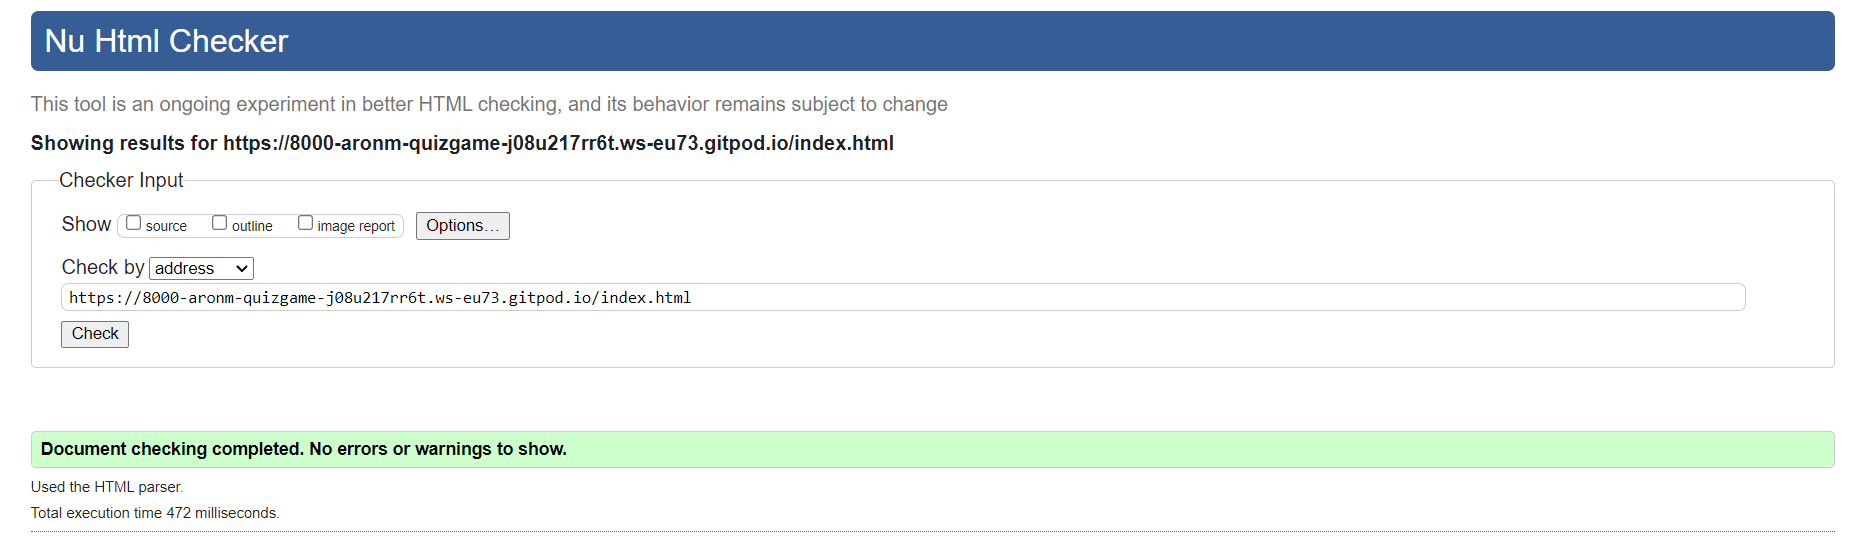 Nu Html Checker
This tool is an ongoing experiment in better HTML checking, and its behavior remains subject to change
Showing results for https://8000-aronm-quizgame-j08u217rr6t.ws-eu73.gitpod.io/index.html
Checker Input
Show source outline image report Options...
Check by address
https://8000-aronm-quizgame-j08u217rr6t.ws-eu73.gitpod.io/index.html
Check
Document checking completed. No errors or warnings to show.
Used the HTML parser.
Total execution time 472 milliseconds.